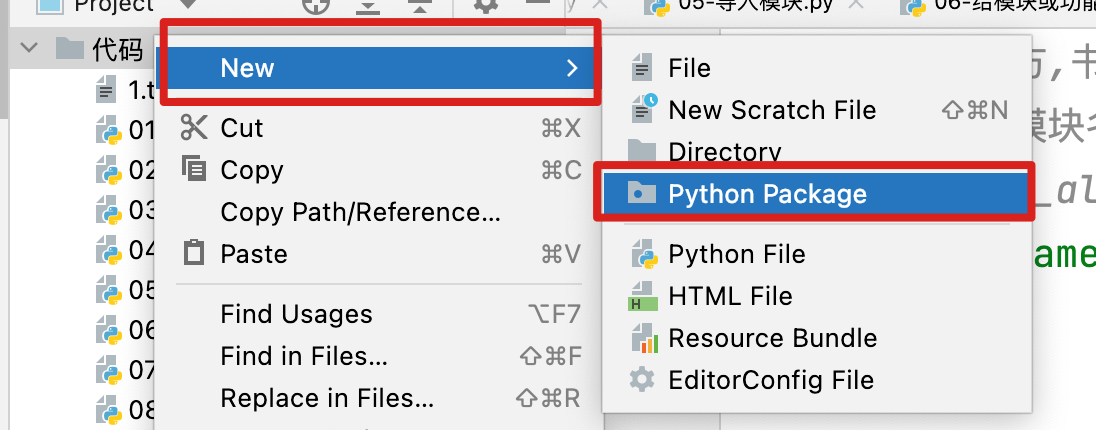 Project
05-导入模块.py
06-给模块或功能
代码
New
File
1.t
历,书
New Scratch File ⇧⌘N
01
Cut ⌘X
模块名
Directory
02
Copy ⌘C
Python Package
03
Copy Path/Reference...
_al
04
Paste ⌘V
Python File
ame
05
HTML File
Find Usages ⌥F7
Resource Bundle
06
Find in Files... ⇧⌘F
07
EditorConfig File
08
Replace in Files... ⇧⌘R